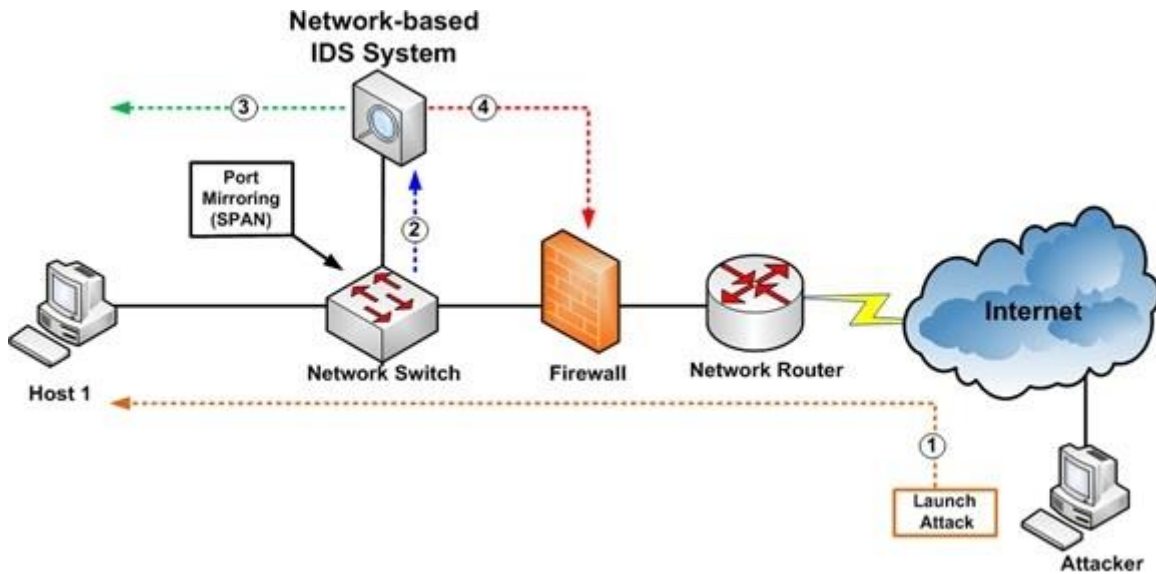 Network-based
IDS System
3
4
Port
Mirroring
(SPAN)
2
Internet
Host 1
Network Switch
Firewall
Network Router
1
Launch
Attack
Attacker